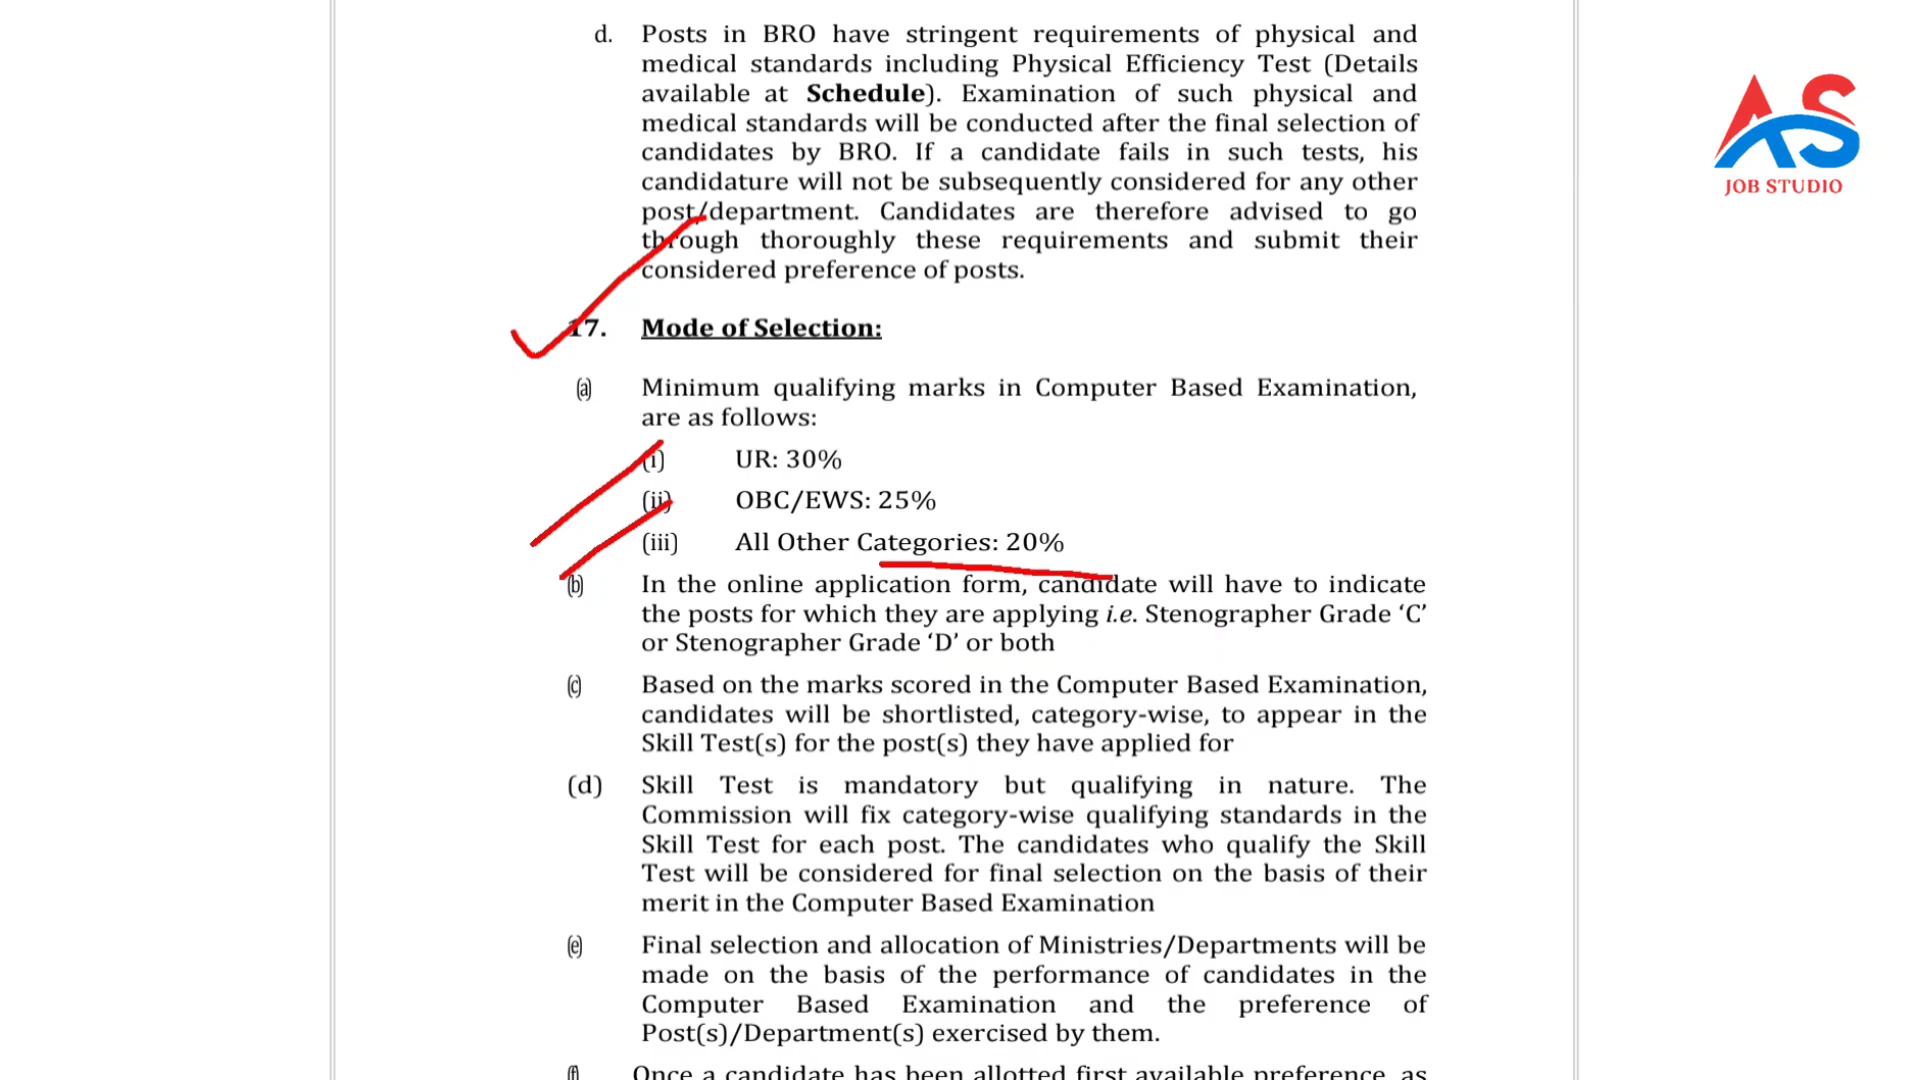 d. Posts in BRO have stringent requirements of physical and
medical standards including Physical Efficiency Test (Details
available at Schedule). Examination of such physical and
medical standards will be conducted after the final selection of
candidates by BRO. If a candidate fails in such tests, his
candidature will not be subsequently considered for any other
post/department. Candidates are therefore advised to go
through thoroughly these requirements and submit their
considered preference of posts.
AS
JOB STUDIO
17. Mode of Selection:
(a) Minimum qualifying marks in Computer Based Examination,
are as follows:
(i) UR: 30%
(ii) OBC/EWS: 25%
(iii) All Other Categories: 20%
(b) In the online application form, candidate will have to indicate
the posts for which they are applying i.e. Stenographer Grade ‘C’
or Stenographer Grade ‘D’ or both
(c) Based on the marks scored in the Computer Based Examination,
candidates will be shortlisted, category-wise, to appear in the
Skill Test(s) for the post(s) they have applied for
(d) Skill Test is mandatory but qualifying in nature. The
Commission will fix category-wise qualifying standards in the
Skill Test for each post. The candidates who qualify the Skill
Test will be considered for final selection on the basis of their
merit in the Computer Based Examination
(e) Final selection and allocation of Ministries/Departments will be
made on the basis of the performance of candidates in the
Computer Based Examination and the preference of
Post(s)/Department(s) exercised by them.
(f) Once a candidate has been allotted first available preference, as